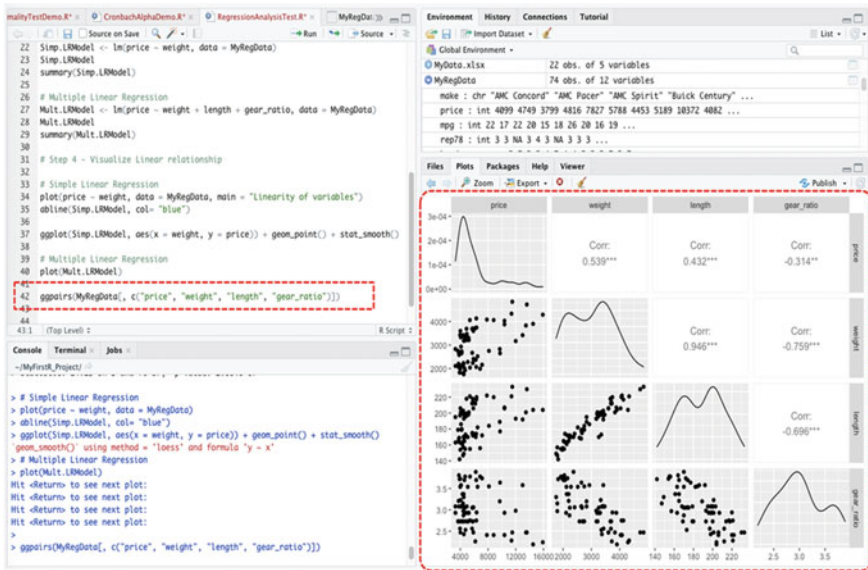 malityTestDemo.R* × CronbachAlphaDemo.R* × RegressionAnalysisTest.R* × MyRegDat
Source on Save Run Source
22 Simp.LRModel <- lm(price ~ weight, data = MyRegData)
23 Simp.LRModel
24 summary(Simp.LRModel)
25
26 # Multiple Linear Regression
27 Mult.LRModel <- lm(price ~ weight + length + gear_ratio, data = MyRegData)
28 Mult.LRModel
29 summary(Mult.LRModel)
30
31 # Step 4 - Visualize Linear relationship
32
33 # Simple Linear Regression
34 plot(price ~ weight, data = MyRegData, main = "Linearity of variables")
35 abline(Simp.LRModel, col= "blue")
36
37 ggplot(Simp.LRModel, aes(x = weight, y = price)) + geom_point() + stat_smooth()
38
39 # Multiple Linear Regression
40 plot(Mult.LRModel)
41
42 ggpairs(MyRegData[, c("price", "weight", "length", "gear_ratio")])
43
44
43:1 (Top Level) R Script
Console Terminal × Jobs ×
~/MyFirstR_Project/
> # Simple Linear Regression
> plot(price ~ weight, data = MyRegData)
> abline(Simp.LRModel, col= "blue")
> ggplot(Simp.LRModel, aes(x = weight, y = price)) + geom_point() + stat_smooth()
`geom_smooth()` using method = 'loess' and formula 'y ~ x'
> # Multiple Linear Regression
> plot(Mult.LRModel)
Hit <Return> to see next plot:
Hit <Return> to see next plot:
Hit <Return> to see next plot:
Hit <Return> to see next plot:
>
> ggpairs(MyRegData[, c("price", "weight", "length", "gear_ratio")])
Environment History Connections Tutorial
Import Dataset List
Global Environment
MyData.xlsx 22 obs. of 5 variables
MyRegData 74 obs. of 12 variables
make : chr "AMC Concord" "AMC Pacer" "AMC Spirit" "Buick Century" ...
price : int 4099 4749 3799 4816 7827 5788 4453 5189 10372 4082 ...
mpg : int 22 17 22 20 15 18 26 20 16 19 ...
rep78 : int 3 3 NA 3 4 3 NA 3 3 3 ...
Files Plots Packages Help Viewer
Zoom Export Publish
price weight length gear_ratio
3e-04
2e-04
1e-04
0e+00
Corr:
0.539***
Corr:
0.432***
Corr:
-0.314**
price
4000
3000
2000
Corr:
0.946***
Corr:
-0.759***
weight
220
200
180
160
140
Corr:
-0.696***
length
3.5
3.0
2.5
gear_ratio
4000 8000 12000 16000 2000 3000 4000 140 160 180 200 220 2.5 3.0 3.5